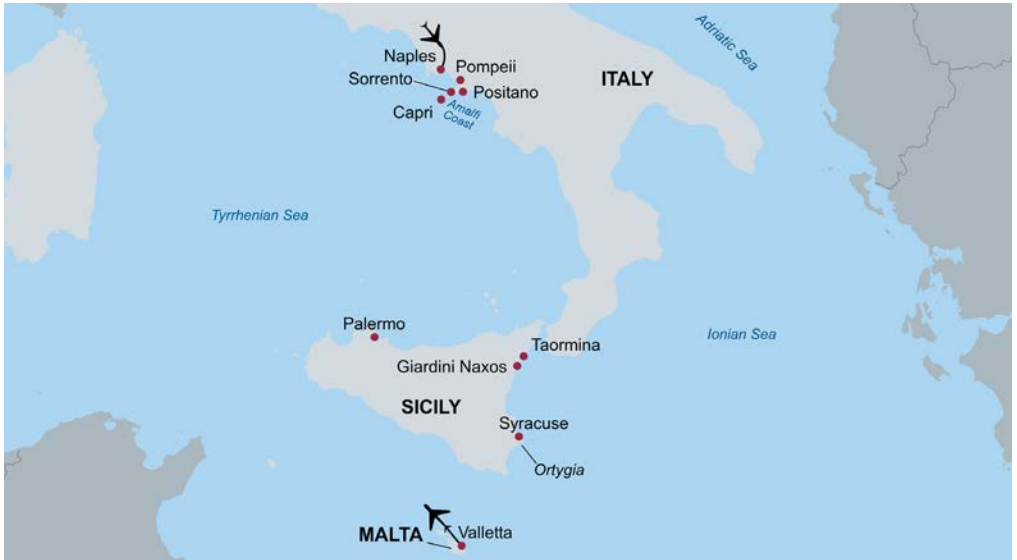 Adriatic Sea
Naples
Pompeii
ITALY
Sorrento
Positano
Capri
Amalfi
Coast
Tyrrhenian Sea
Palermo
Taormina
Ionian Sea
Giardini Naxos
SICILY
Syracuse
Ortygia
MALTA
Valletta